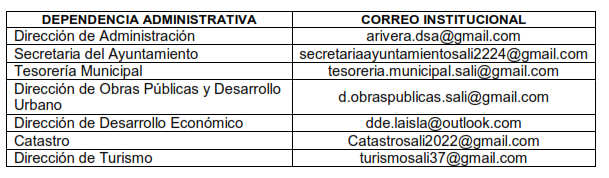 DEPENDENCIA ADMINISTRATIVA CORREO INSTITUCIONAL
Dirección de Administración arivera.dsa@gmail.com
Secretaria del Ayuntamiento secretariaayuntamientosali2224@gmail.com
Tesorería Municipal tesoreria.municipal.sali@gmail.com
Dirección de Obras Públicas y Desarrollo
Urbano d.obraspublicas.sali@gmail.com
Dirección de Desarrollo Económico dde.laisla@outlook.com
Catastro Catastrosali2022@gmail.com
Dirección de Turismo turismosali37@gmail.com